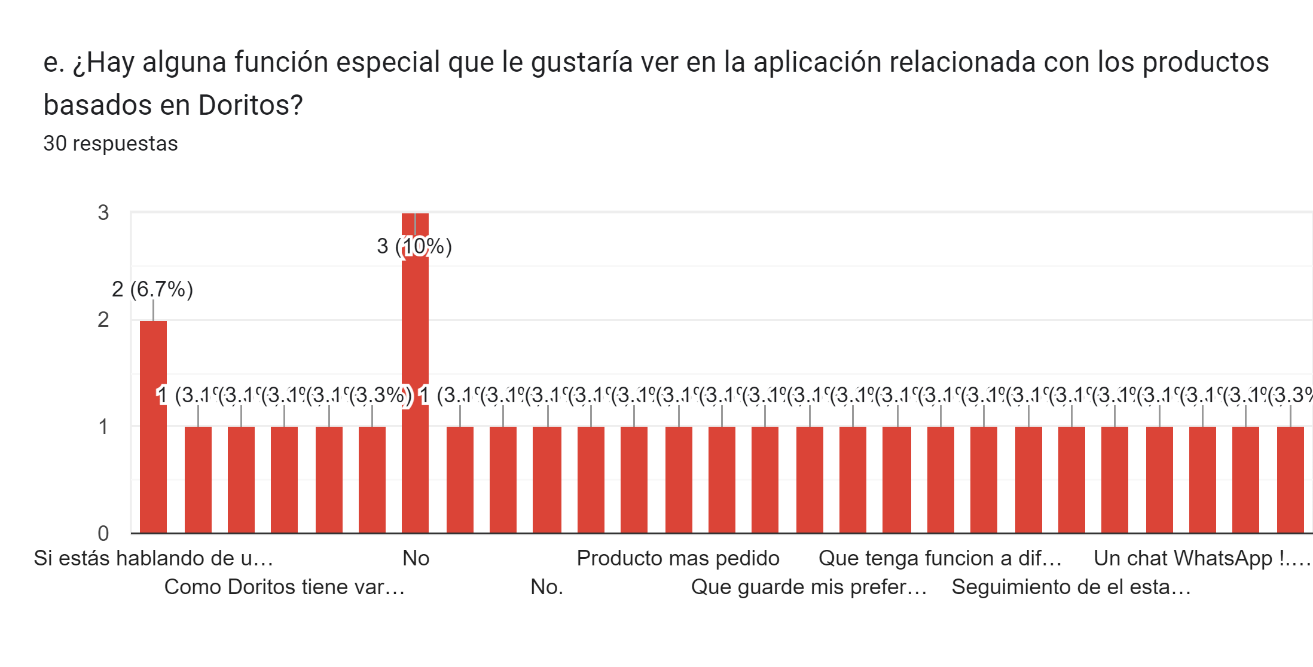 e. ¿Hay alguna función especial que le gustaría ver en la aplicación relacionada con los productos
basados en Doritos?
30 respuestas
3
3 (10%)
2 (6.7%)
2
1 (3.3%)
1
0
Si estás hablando de u…
No
Producto mas pedido
Que tenga funcion a dif…
Un chat WhatsApp !.…
Como Doritos tiene var…
No.
Que guarde mis prefer…
Seguimiento de el esta…